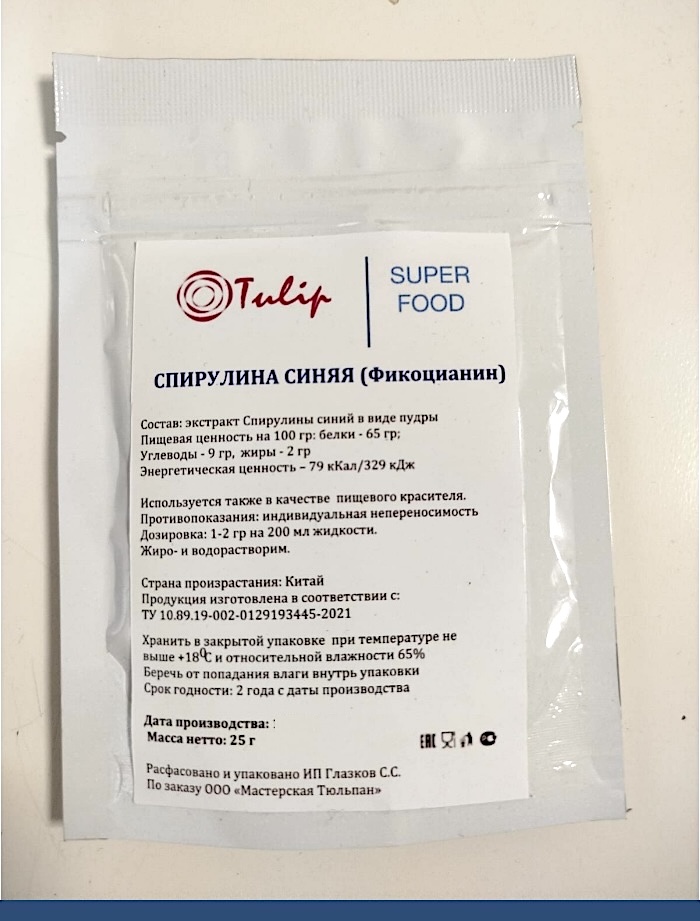 Tulip
SUPER
FOOD
СПИРУЛИНА СИНЯЯ (Фикоцианин)
Состав: экстракт Спирулины синий в виде пудры
Пищевая ценность на 100 гр: белки - 65 гр;
Углеводы - 9 гр, жиры - 2 гр
Энергетическая ценность – 79 кКал/329 кДж
Используется также в качестве пищевого красителя.
Противопоказания: индивидуальная непереносимость
Дозировка: 1-2 гр на 200 мл жидкости.
Жиро- и водорастворим.
Страна произрастания: Китай
Продукция изготовлена в соответствии с:
ТУ 10.89.19-002-0129193445-2021
Хранить в закрытой упаковке при температуре не
выше +18⁰С и относительной влажности 65%
Беречь от попадания влаги внутрь упаковки
Срок годности: 2 года с даты производства
Дата производства: :
Масса нетто: 25 г
EAC
Расфасовано и упаковано ИП Глазков С.С.
По заказу ООО «Мастерская Тюльпан»